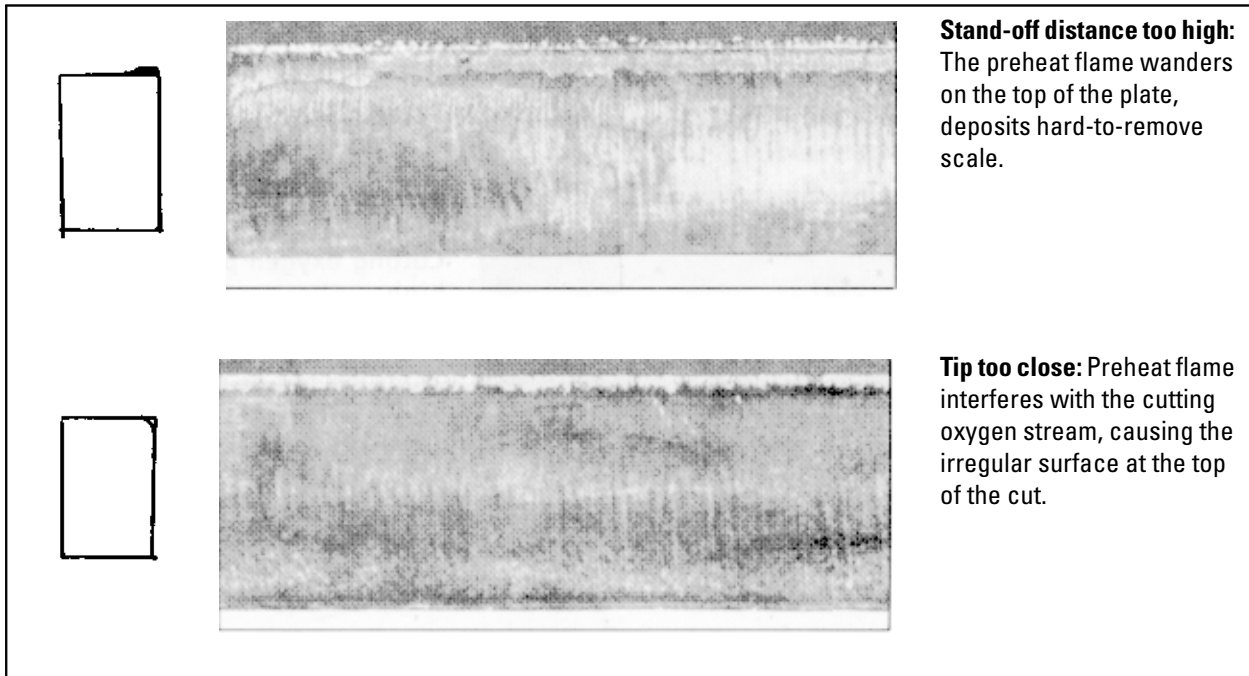 Stand-off distance too high:
The preheat flame wanders
on the top of the plate,
deposits hard-to-remove
scale.
Tip too close: Preheat flame
interferes with the cutting
oxygen stream, causing the
irregular surface at the top
of the cut.